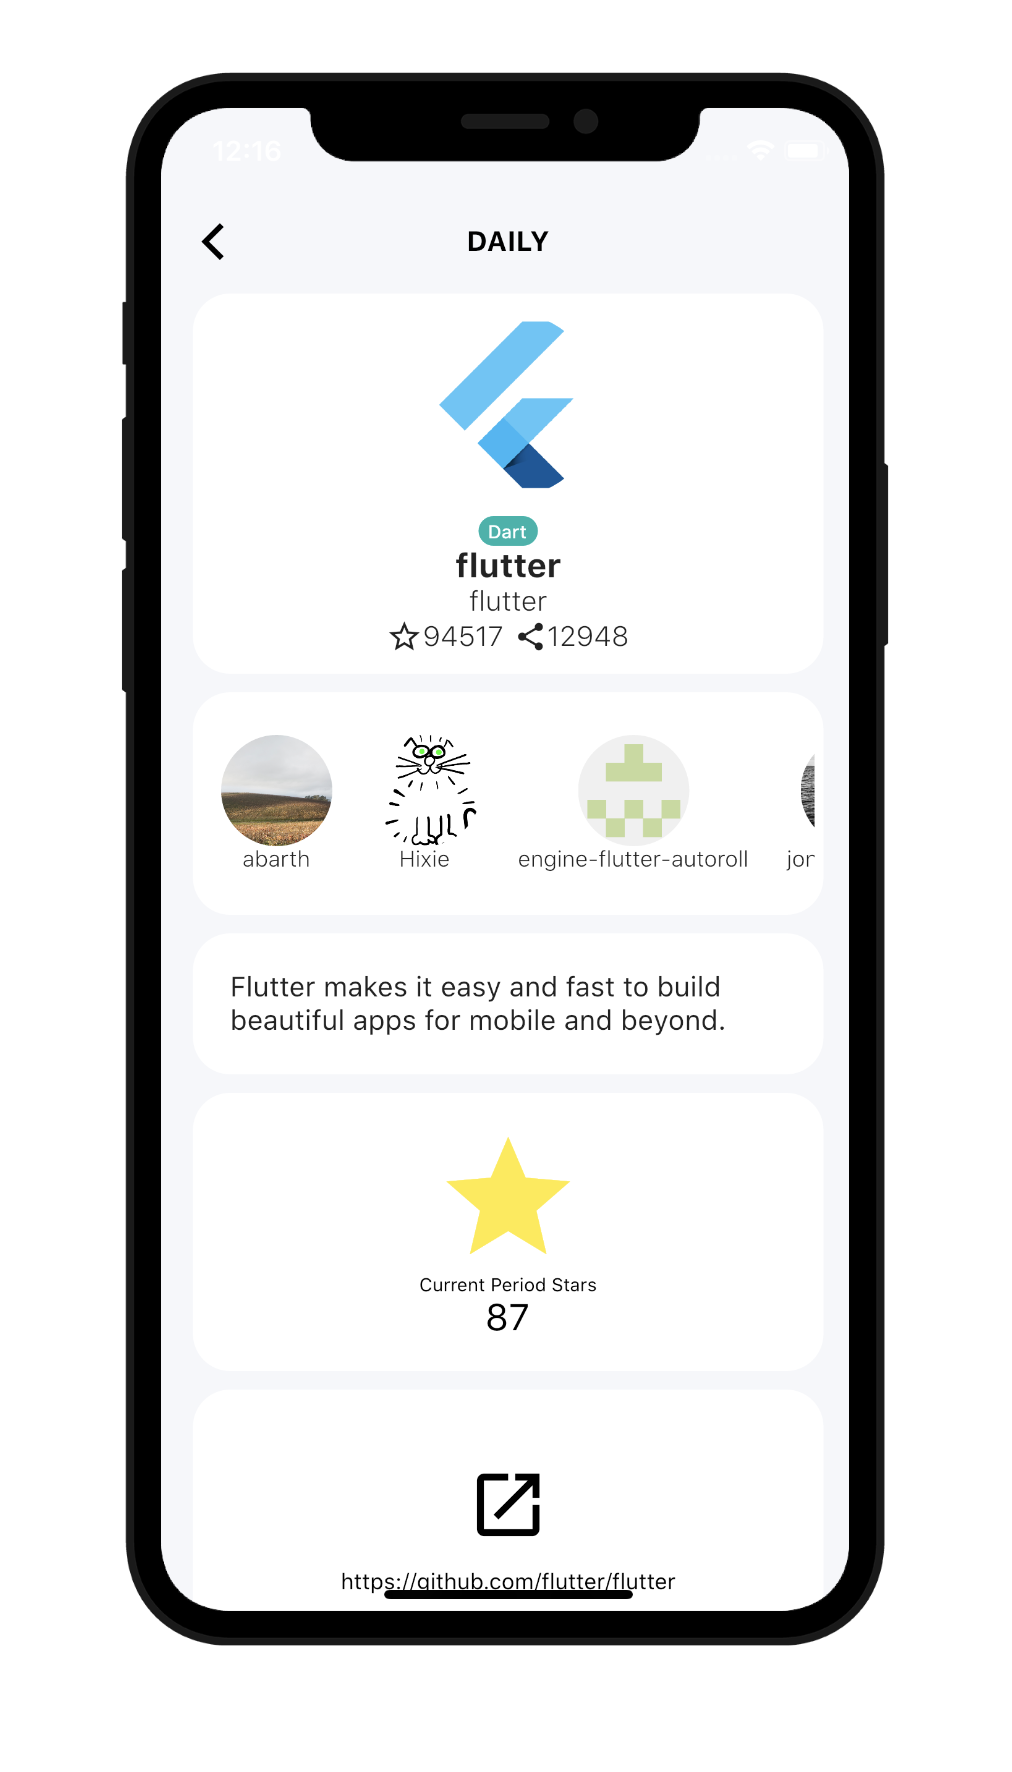 12:16
DAILY
Dart
flutter
flutter
94517 12948
abarth Hixie engine-flutter-autoroll jor
Flutter makes it easy and fast to build
beautiful apps for mobile and beyond.
Current Period Stars
87
https://github.com/flutter/flutter